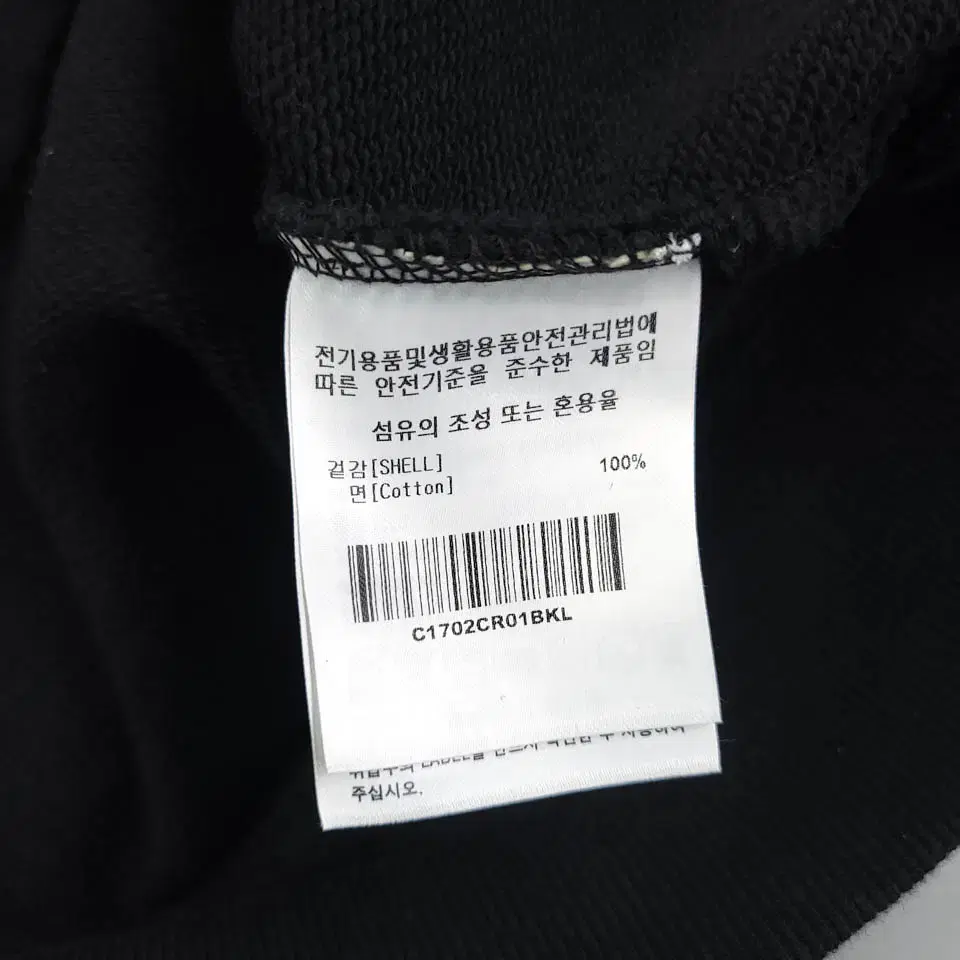 전기용품및생활용품안전관리법에
따른 안전기준을 준수한 제품임
섬유의 조성 또는 혼용율
겉감[SHELL] 100%
면[Cotton]
C1702CR01BKL
주십시오.